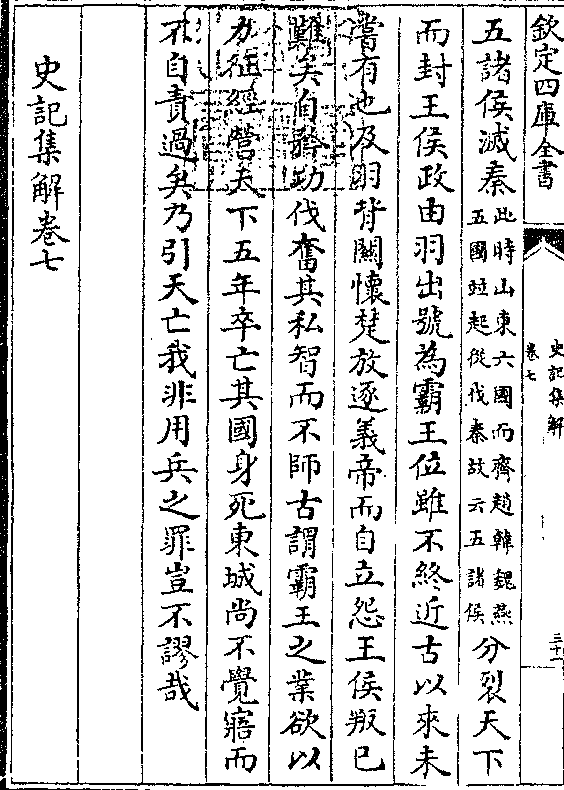 欽定四庫全書
史記集解
卷七
三十一
五諸侯滅秦此時山東六國而齊趙韓魏燕五國竝起從伐秦故云五諸侯分裂天下
而封王侯政由羽出號為霸王位雖不終近古以來未
嘗有也及羽背關懷楚放逐義帝而自立怨王侯叛已
難矣自矜功伐奮其私智而不師古謂霸王之業欲以
力征經營天下五年卒亡其國身死東城尚不覺寤而
不自責過矣乃引天亡我非用兵之罪豈不謬哉
史記集解卷七